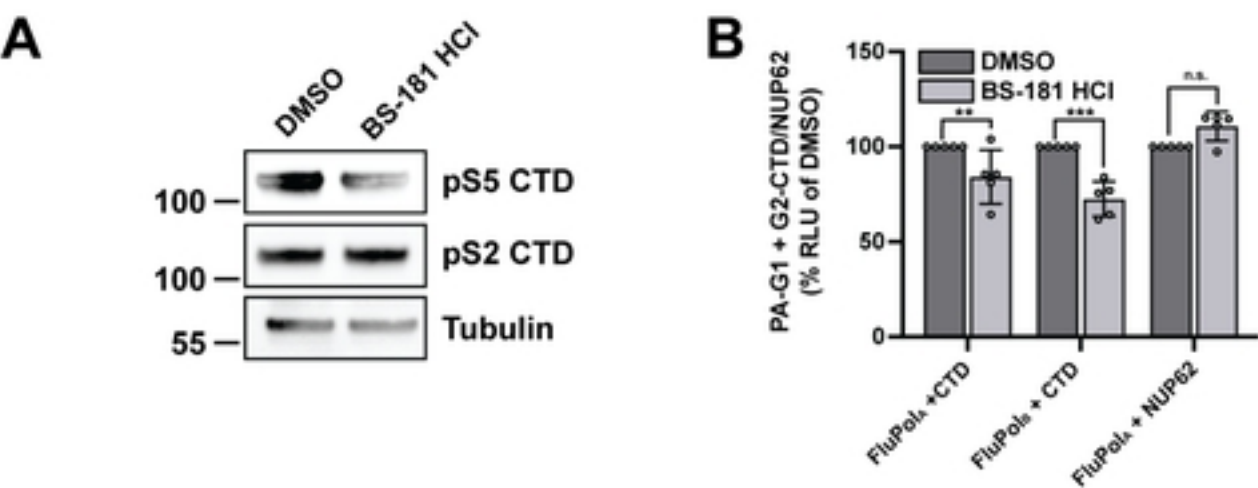 A
DMSO
BS-181 HCl
pS5 CTD
100
pS2 CTD
100
Tubulin
55
B
PA-G1 + G2-CTD/NUP62
(% RLU of DMSO)
150
100
50
0
DMSO
BS-181 HCl
**
***
n.s.
FluPolA +CTD
FluPolB + CTD
FluPolA + NUP62